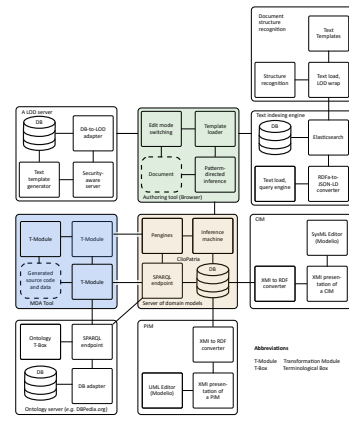 Document
structure
recognition
Text
Templates
Structure
recognition
Text load,
LOD wrap
A LOD server
DB
DB-to-LOD
adapter
Text
template
generator
Security-
aware
server
Edit mode
switching
Template
loader
Document
Pattern-
directed
inference
Authoring tool (Browser)
Text indexing engine
DB
Elasticsearch
Text load,
query engine
RDFa-to-
JSON-LD
converter
T-Module
T-Module
Generated
source code
and data
T-Module
MDA Tool
Pengines
Inference
machine
ClioPatria
SPARQL
endpoint
DB
Server of domain models
CIM
SysML Editor
(Modelio)
XMI to RDF
converter
XMI presen-
tation of
a CIM
Ontology
T-Box
SPARQL
endpoint
DB
DB adapter
Ontology server (e.g. DBPedia.org)
PIM
XMI to RDF
converter
UML Editor
(Modelio)
XMI presen-
tation of
a PIM
Abbreviations
T-Module Transformation Module
T-Box Terminological Box